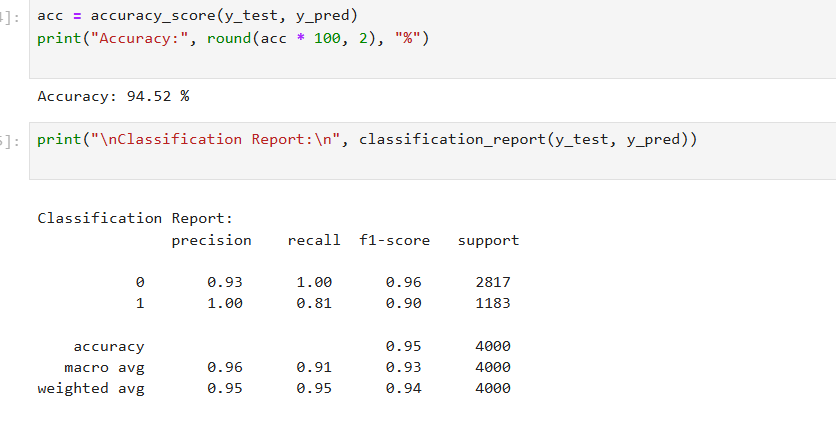 ]: acc = accuracy_score(y_test, y_pred)
print("Accuracy:", round(acc * 100, 2), "%")
Accuracy: 94.52 %
]: print("\nClassification Report:\n", classification_report(y_test, y_pred))
Classification Report:
precision recall f1-score support
0 0.93 1.00 0.96 2817
1 1.00 0.81 0.90 1183
accuracy 0.95 4000
macro avg 0.96 0.91 0.93 4000
weighted avg 0.95 0.95 0.94 4000